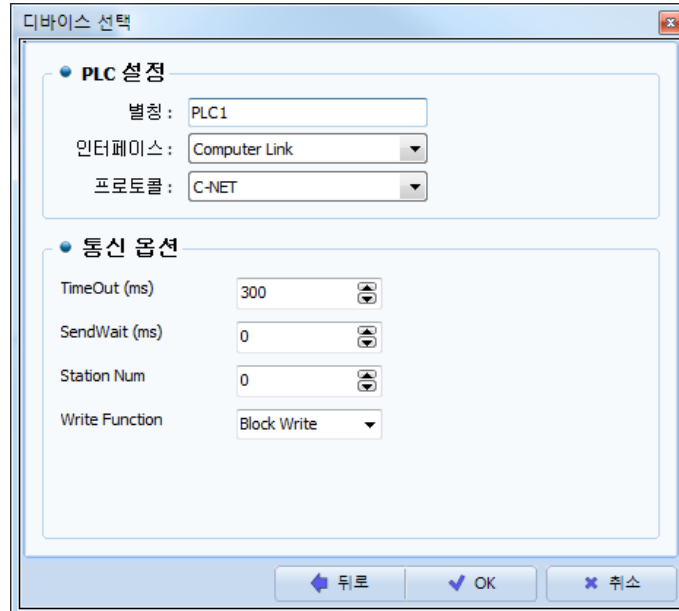 디바이스 선택
PLC 설정
별칭 : PLC1
인터페이스 : Computer Link
프로토콜 : C-NET
통신 옵션
TimeOut (ms) 300
SendWait (ms) 0
Station Num 0
Write Function Block Write
뒤로 OK 취소